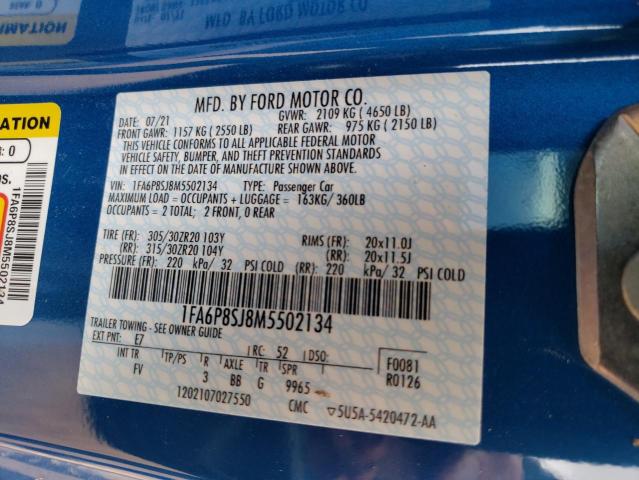 MFD. BY FORD MOTOR CO.
DATE: 07/21 GVWR: 2109 KG ( 4650 LB)
FRONT GAWR: 1157 KG ( 2550 LB) REAR GAWR: 975 KG ( 2150 LB)
THIS VEHICLE CONFORMS TO ALL APPLICABLE FEDERAL MOTOR
VEHICLE SAFETY, BUMPER, AND THEFT PREVENTION STANDARDS
IN EFFECT ON THE DATE OF MANUFACTURE SHOWN ABOVE.
VIN: 1FA6P8SJ8M5502134 TYPE: Passenger Car
MAXIMUM LOAD = OCCUPANTS + LUGGAGE = 163KG/ 360LB
OCCUPANTS = 2 TOTAL: 2 FRONT, 0 REAR
TIRE (FR): 305/30ZR20 103Y RIMS (FR): 20x11.0J
(RR): 315/30ZR20 104Y (RR): 20x11.5J
PRESSURE (FR): 220 kPa/ 32 PSI COLD (RR): 220 kPa/ 32 PSI COLD
1FA6P8SJ8M5502134
TRAILER TOWING - SEE OWNER GUIDE
EXT PNT: E7 RC: 52 DSO: F0081
INT TR TP/PS R AXLE TR SPR R0126
FV 3 BB G 9965
1202107027550 CMC ▽5U5A-5420472-AA
ATION
: 0
os.
1FA6P8SJ8M5502134